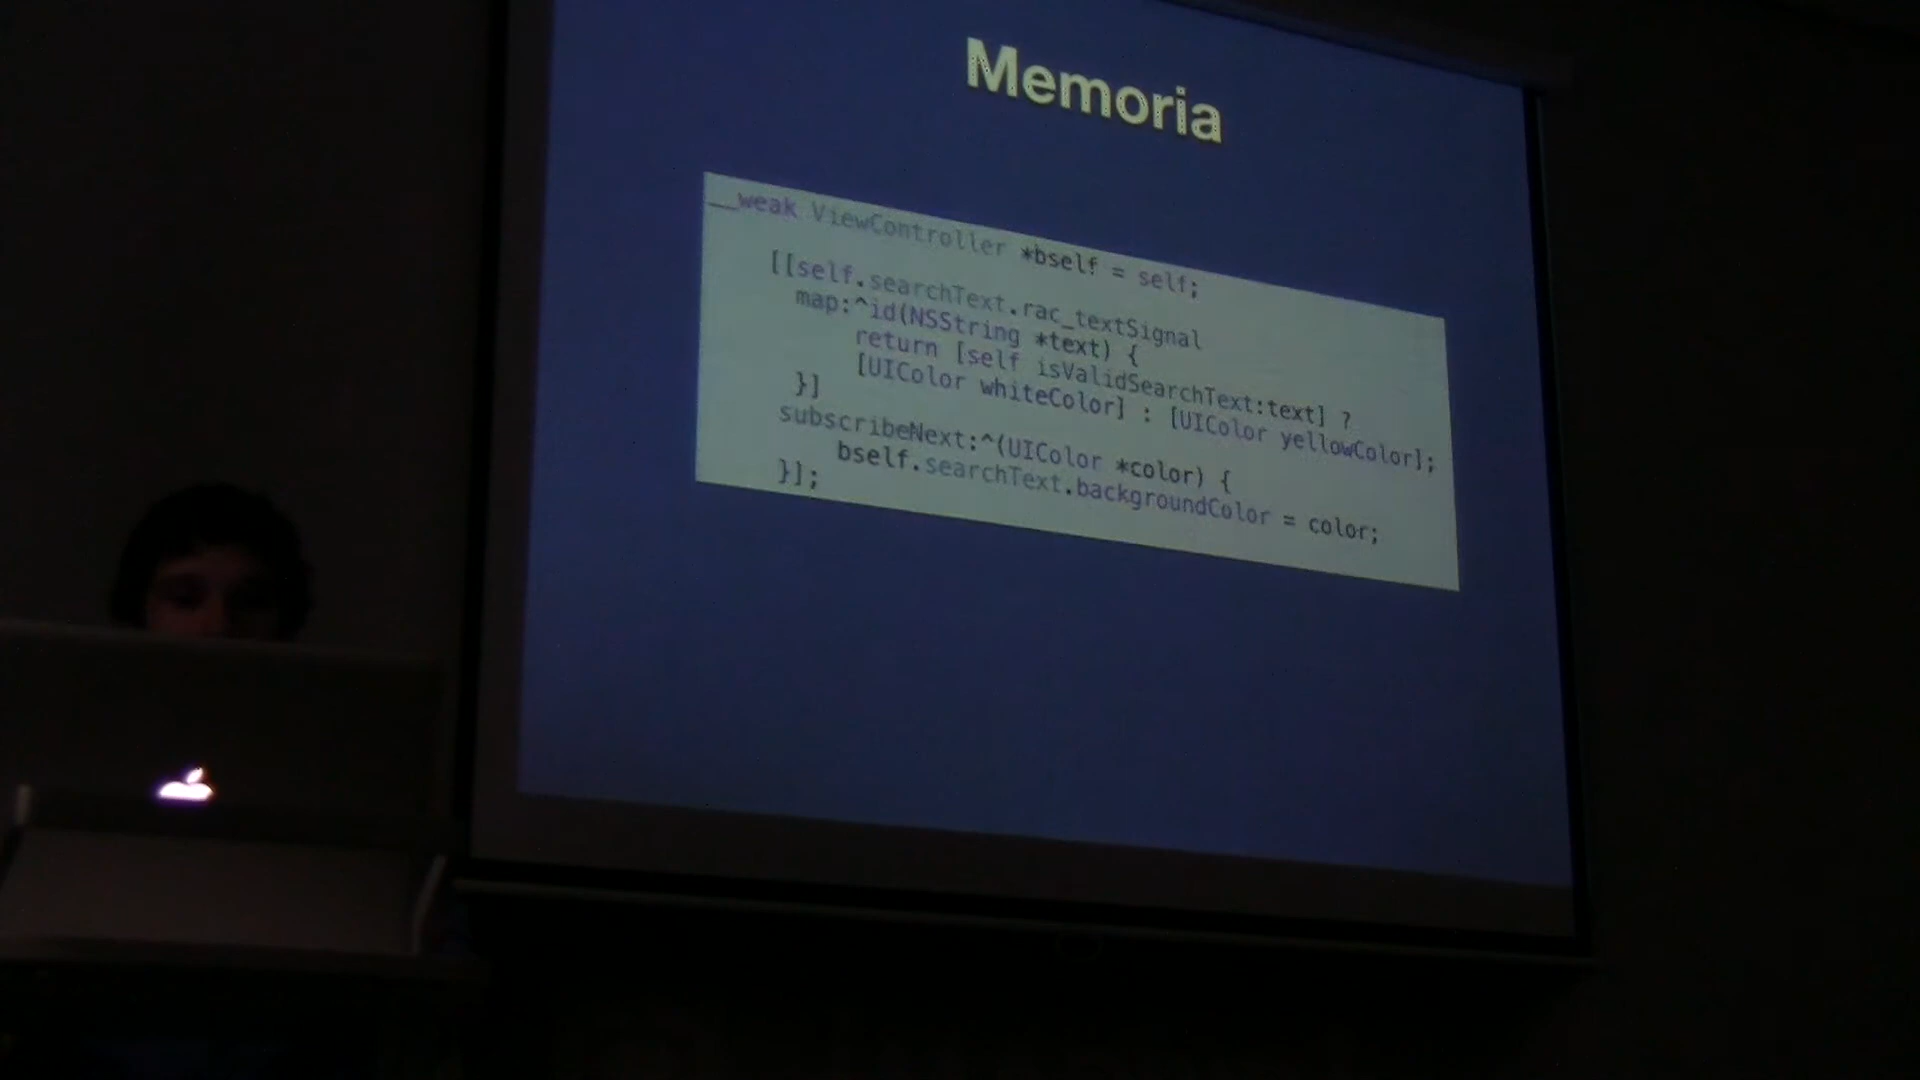 Memoria
__weak ViewController *bself = self;
[[self.searchText.rac_textSignal
map:^id(NSString *text) {
return [self isValidSearchText:text] ?
[UIColor whiteColor] : [UIColor yellowColor];
}]
subscribeNext:^(UIColor *color) {
bself.searchText.backgroundColor = color;
}];